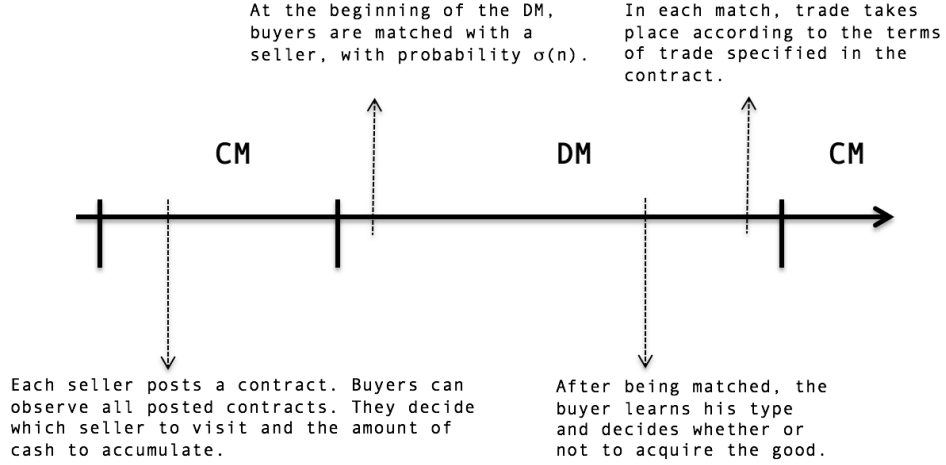 At the beginning of the DM,
buyers are matched with a
seller, with probability σ(n).
In each match, trade takes
place according to the terms
of trade specified in the
contract.
CM
DM
CM
Each seller posts a contract. Buyers can
observe all posted contracts. They decide
which seller to visit and the amount of
cash to accumulate.
After being matched, the
buyer learns his type
and decides whether or
not to acquire the good.